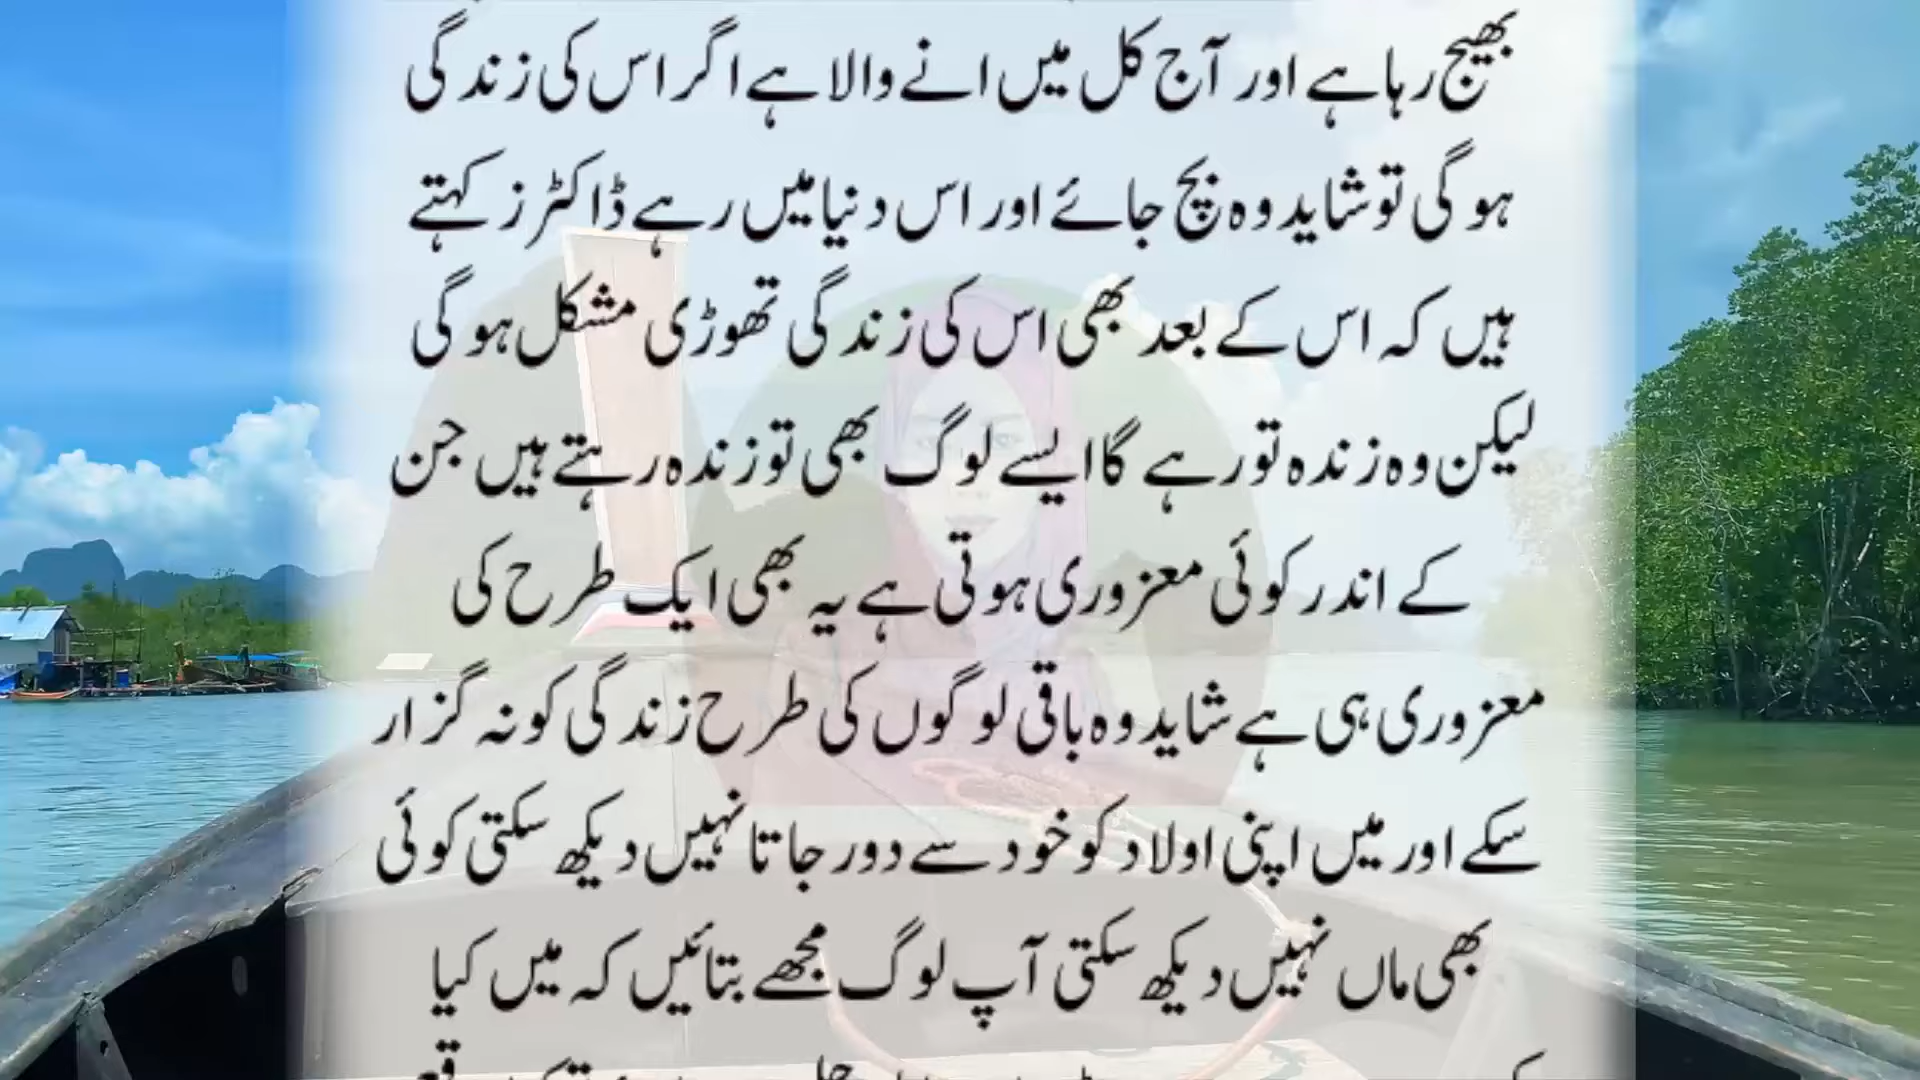 بھیج رہا ہے اور آج کل میں انے والا ہے اگر اس کی زندگی
ہوگی تو شاید وہ بچ جائے اور اس دنیا میں رہے ڈاکٹرز کہتے
ہیں کہ اس کے بعد بھی اس کی زندگی تھوڑی مشکل ہوگی
لیکن وہ زندہ تو رہے گا ایسے لوگ بھی تو زندہ رہتے ہیں جن
کے اندر کوئی معزوری ہوتی ہے یہ بھی ایک طرح کی
معزوری ہی ہے شاید وہ باقی لوگوں کی طرح زندگی کو نہ گزار
سکے اور میں اپنی اولاد کو خود سے دور جاتا نہیں دیکھ سکتی کوئی
بھی ماں نہیں دیکھ سکتی آپ لوگ مجھے بتائیں کہ میں کیا